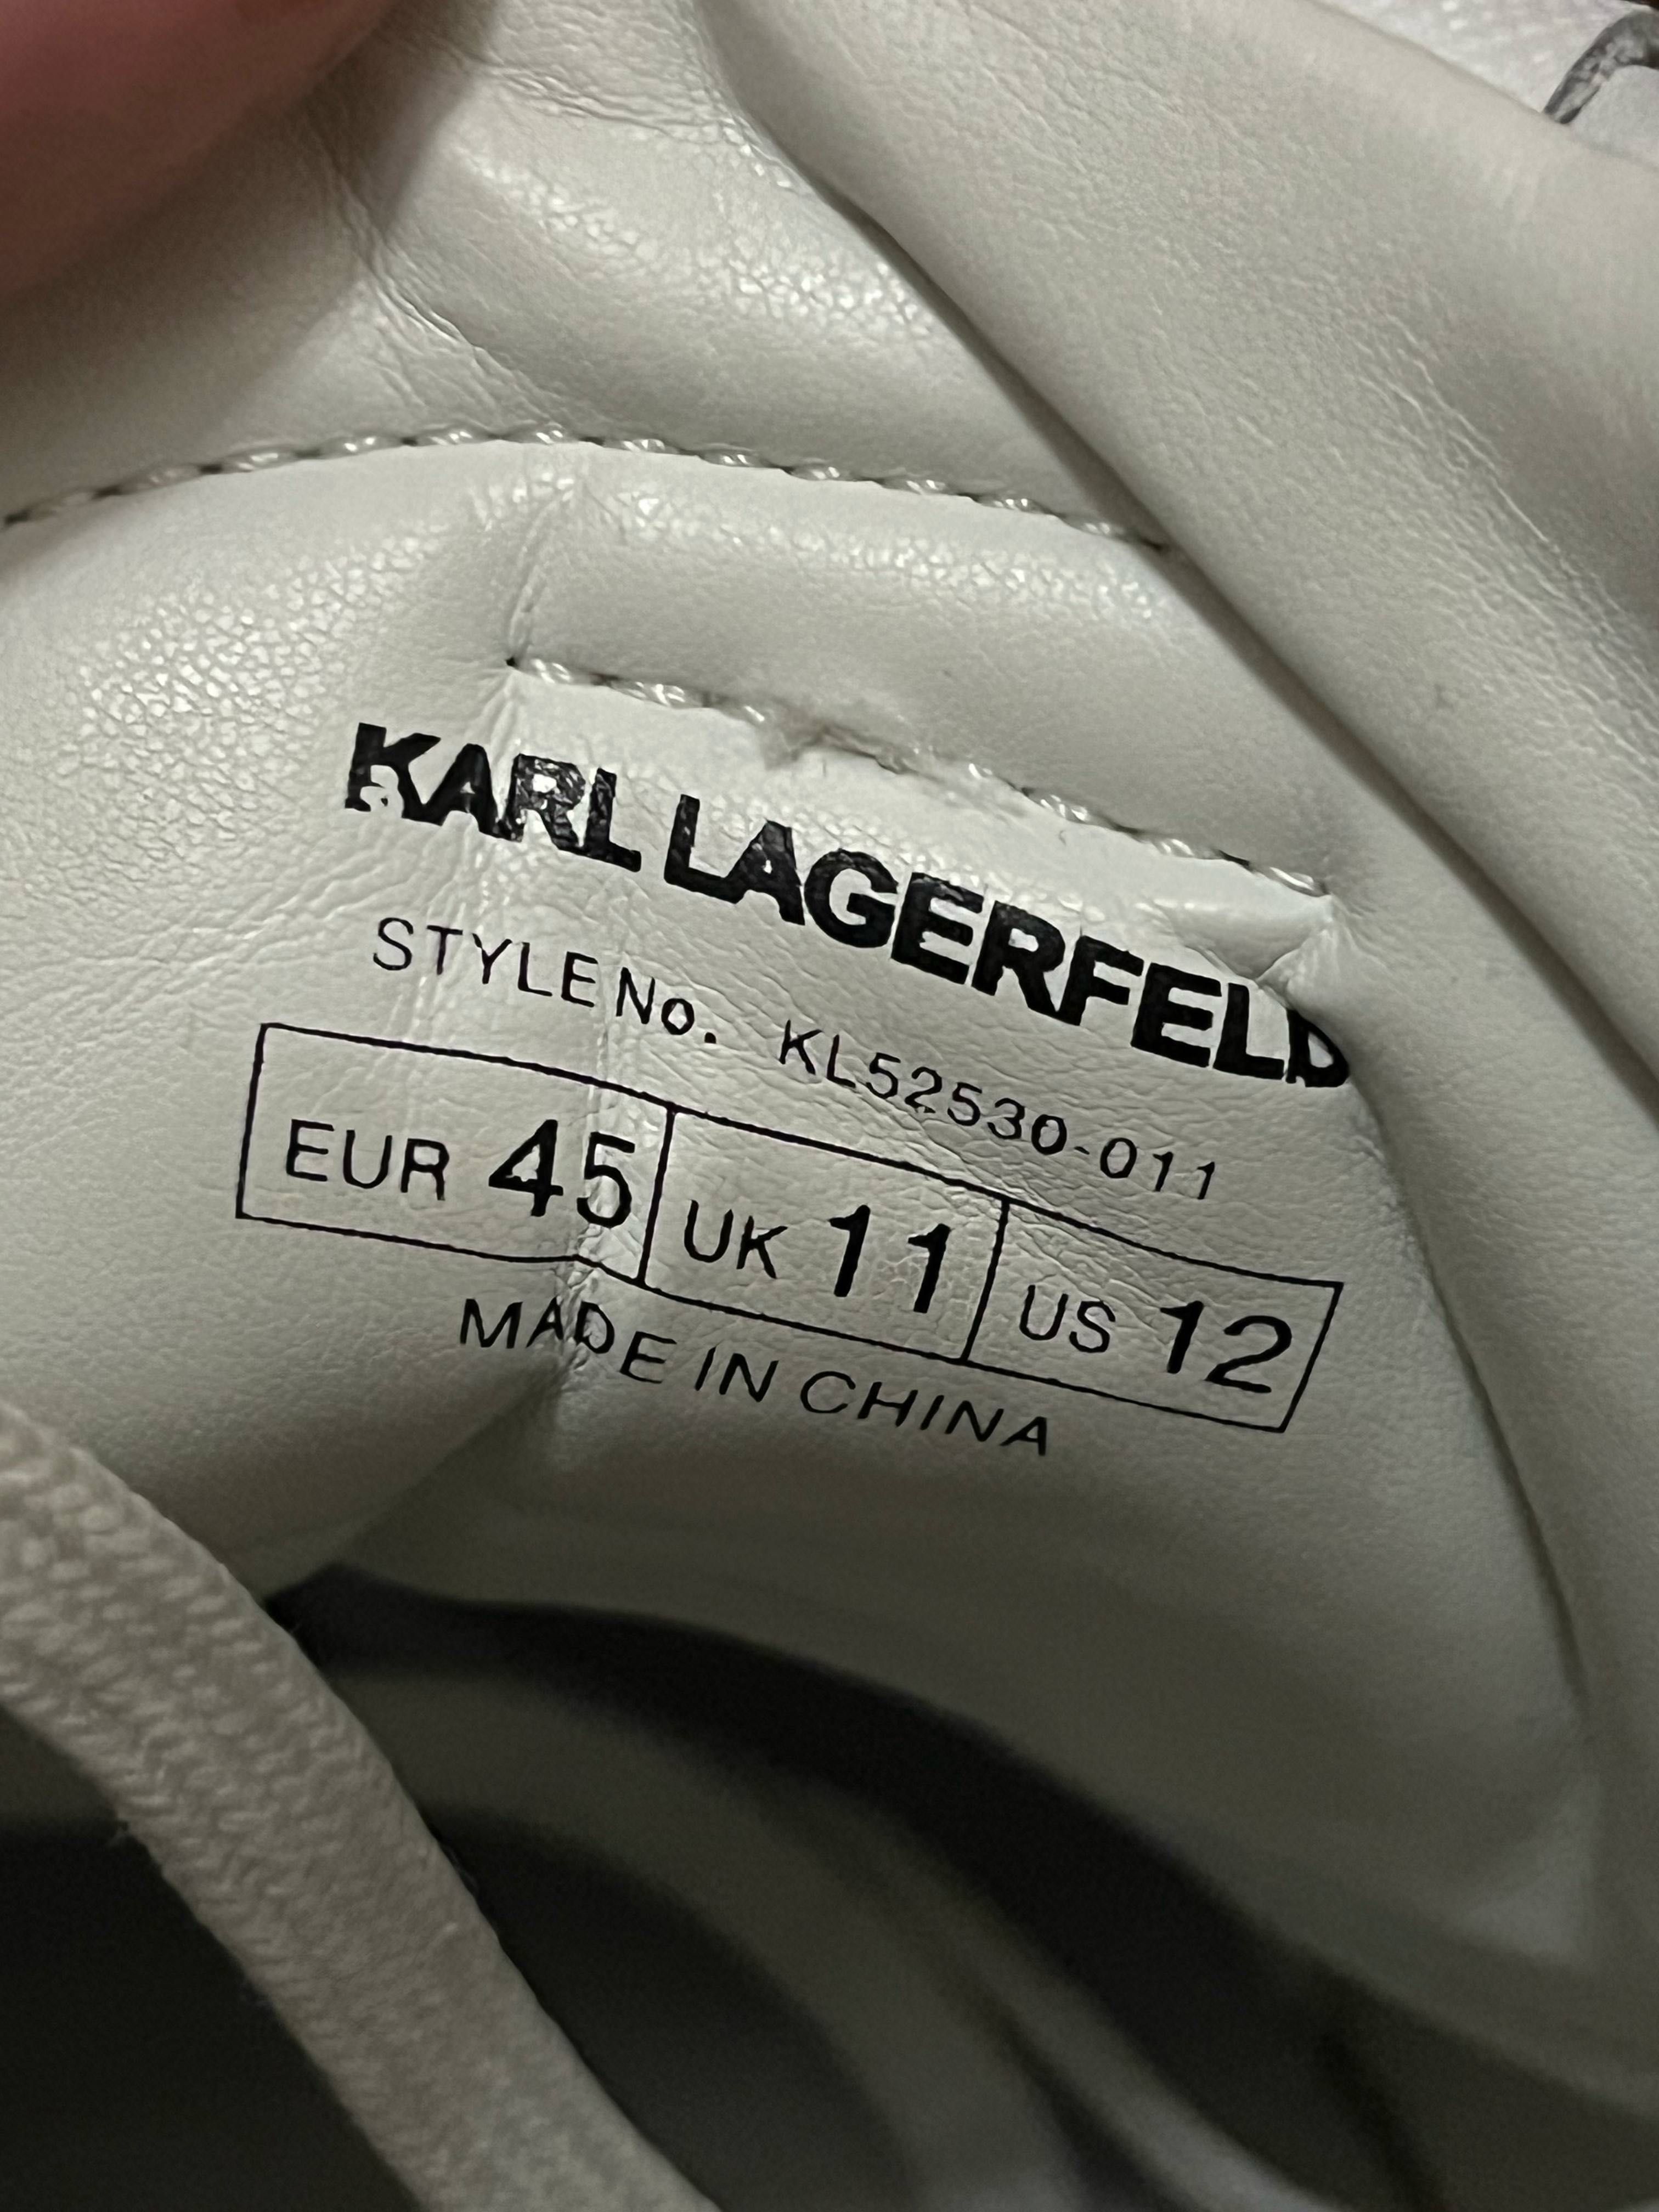 KARL LAGERFELD
STYLE No. KL52530-011
EUR 45 UK 11 US 12
MADE IN CHINA